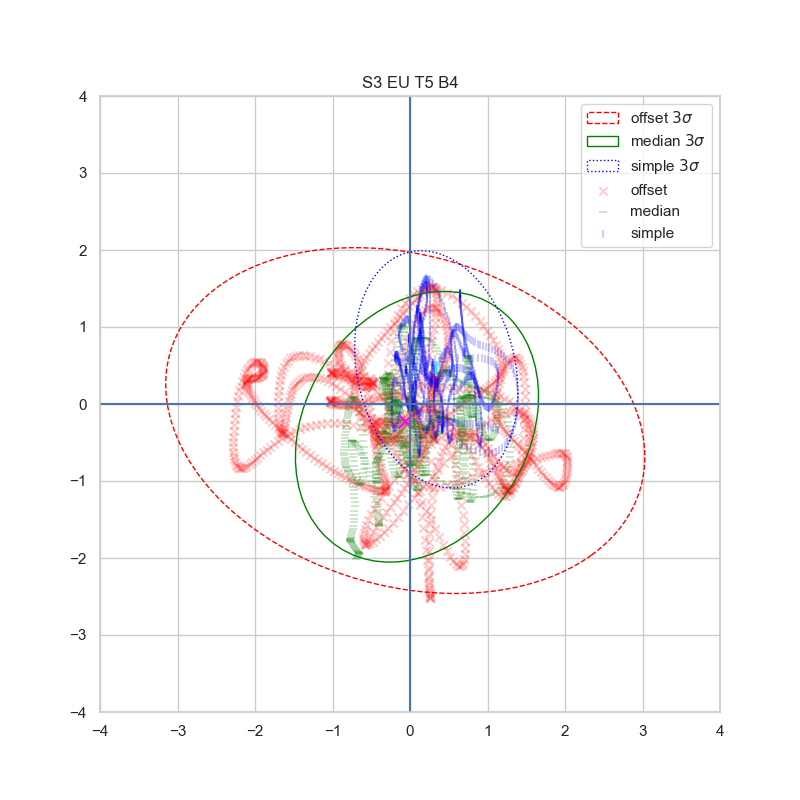 S3 EU T5 B4
offset 3σ
median 3σ
simple 3σ
offset
median
simple
4
3
2
1
0
−1
−2
−3
−4
−4 −3 −2 −1 0 1 2 3 4